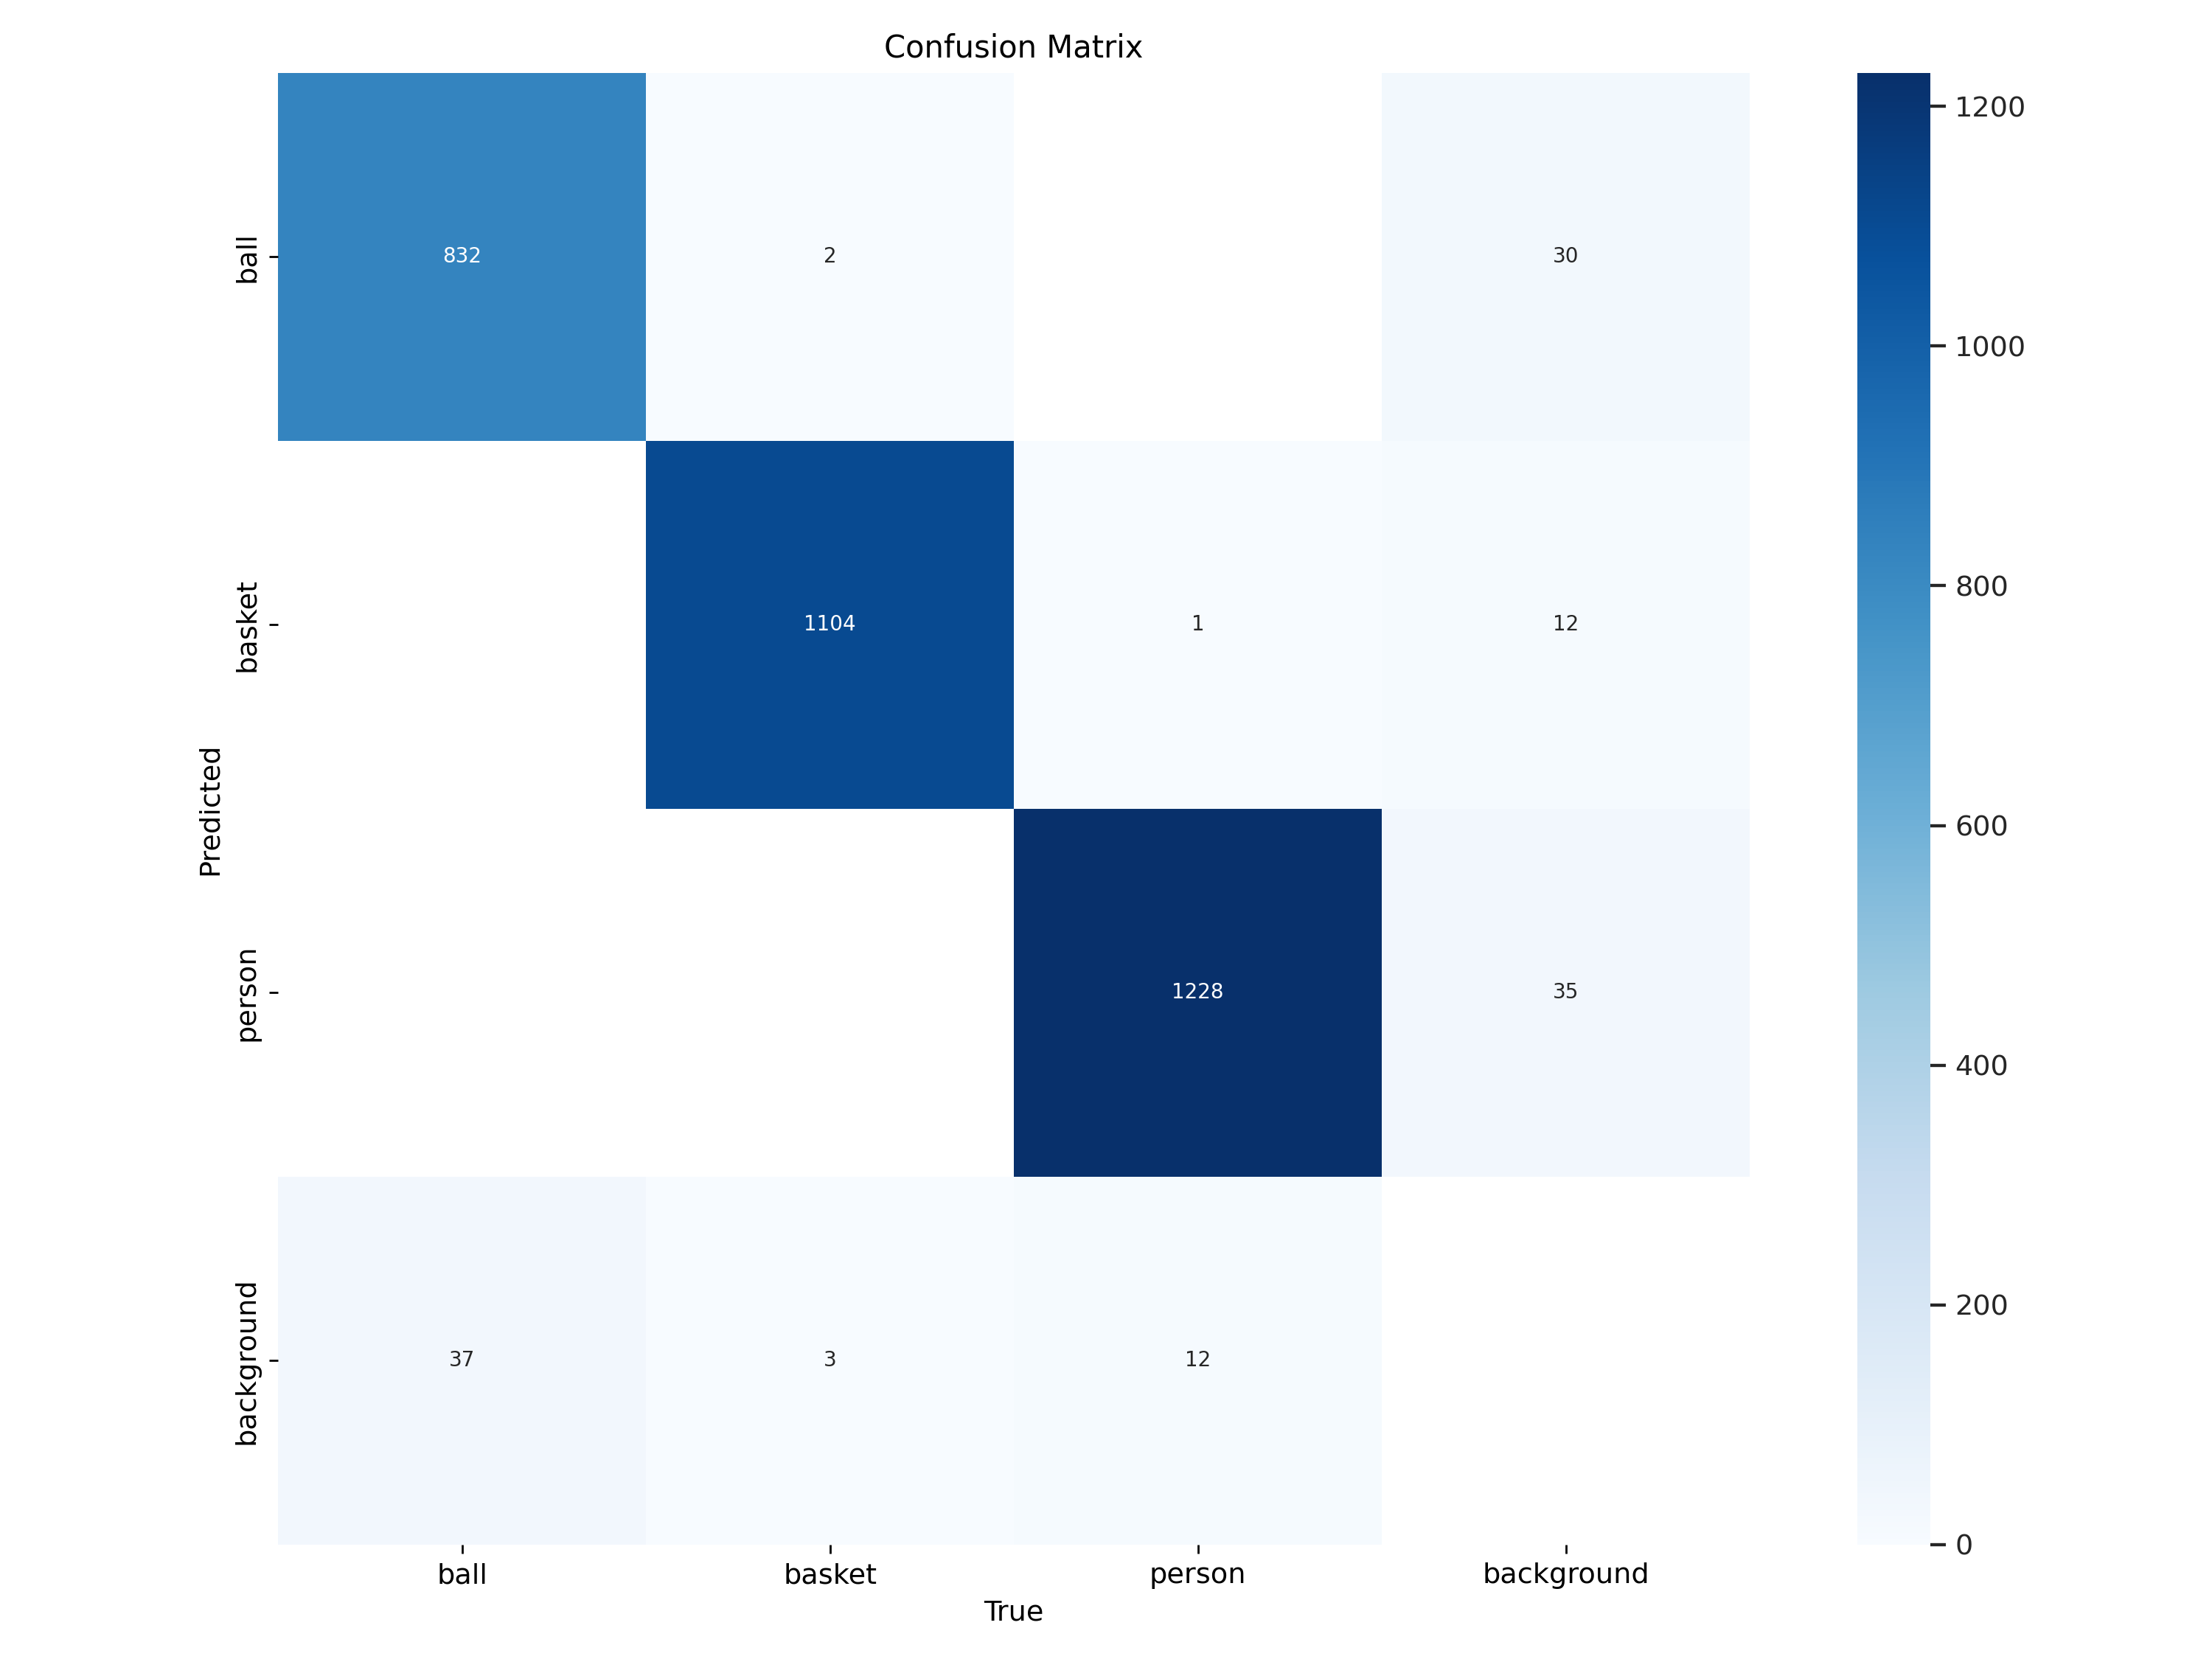 Confusion Matrix
ball
832
2
30
basket
1104
1
12
person
1228
35
background
37
3
12
ball
basket
person
background
True
Predicted
1200
1000
800
600
400
200
0